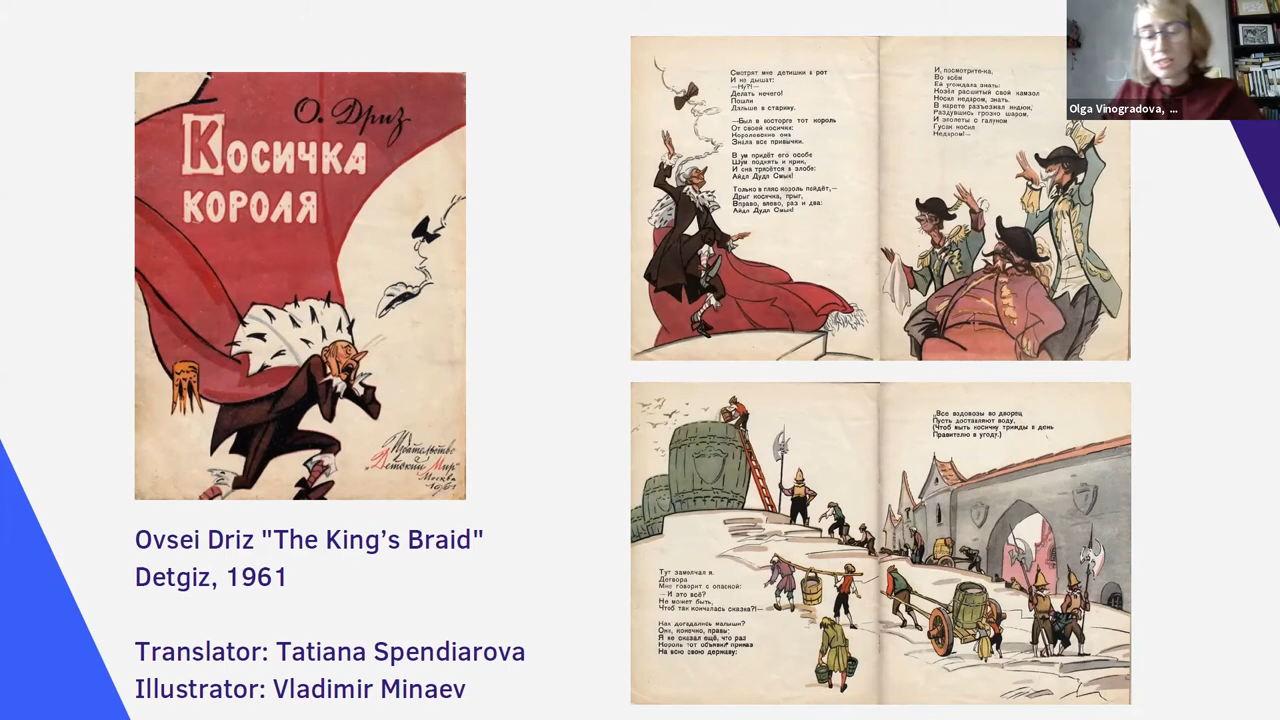 О. Дриз
Косичка
короля
Издательство
"Детский Мир"
Москва
1961
Ovsei Driz "The King’s Braid"
Detgiz, 1961
Translator: Tatiana Spendiarova
Illustrator: Vladimir Minaev
Смотрят мне детишки в рот
И не дышат:
—Ну?!—
Делать нечего!
Пошли
Дальше в старину.
—Был в восторге тот король
От своей косички:
Королевские она
Знала все привычки.
В ум придёт его особе
Шум поднять и крик,
И она трясётся в злобе:
Айдл Дудл Смык!
Только в пляс король пойдёт,—
Дрыг косичка, прыг,
Вправо, влево, раз и два:
Айдл Дудл Смык!
И, посмотрите-ка,
Во всём
Ей угождала знать:
Козёл расшитый свой камзол
Носил недаром, знать.
В карете разъезжал индюк,
Раздувшись грозно шаром,
И эполеты с галуном
Гусак носил
Недаром!—
Тут замолчал я.
Детвора
Мне говорит с опаской:
— И это всё?
Не может быть,
Чтоб так кончалась сказка?!—
Как догадались малыши?
Они, конечно, правы:
Я не сказал ещё, что раз
Король тот объявил приказ
На всю свою державу:
„Все водовозы во дворец
Пусть доставляют воду,
(Чтоб мыть косичку трижды в день
Правителю в угоду.)
Olga Vinogradova, ...